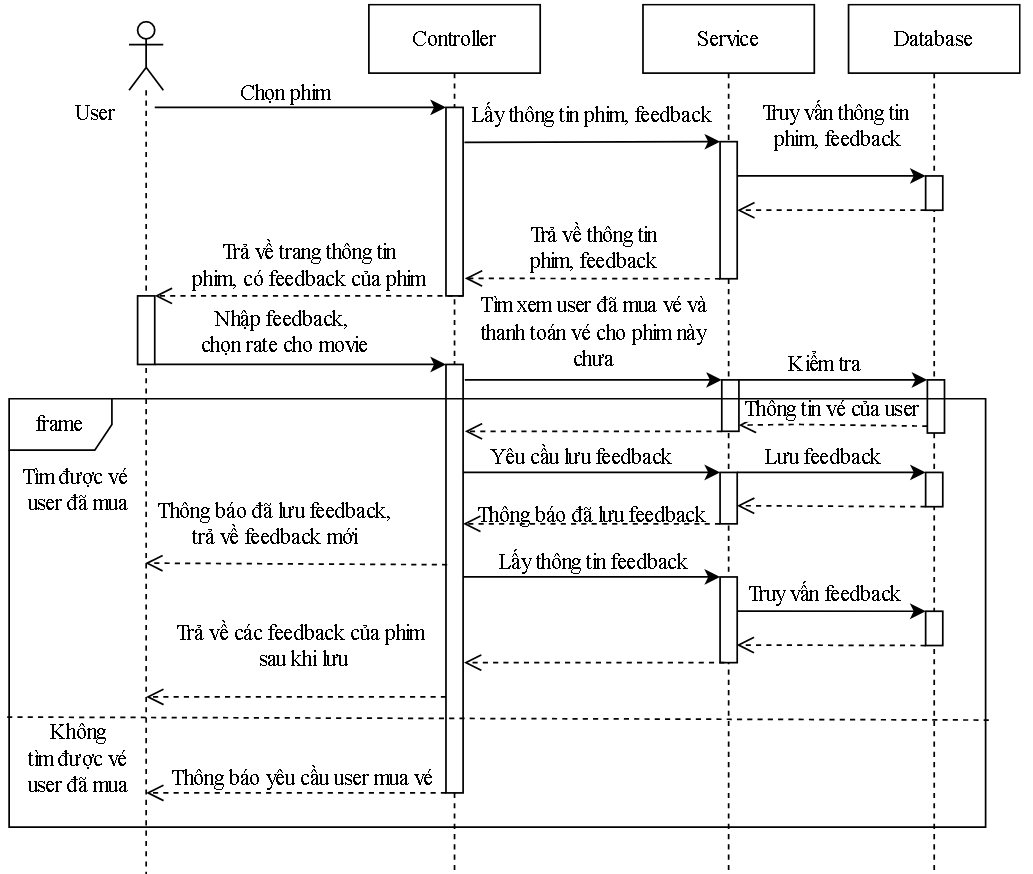 Controller
Service
Database
User
Chọn phim
Lấy thông tin phim, feedback
Truy vấn thông tin
phim, feedback
Trả về thông tin
phim, feedback
Trả về trang thông tin
phim, có feedback của phim
Nhập feedback,
chọn rate cho movie
Tìm xem user đã mua vé và
thanh toán vé cho phim này
chưa
Kiểm tra
Thông tin vé của user
frame
Tìm được vé
user đã mua
Yêu cầu lưu feedback
Lưu feedback
Thông báo đã lưu feedback
Thông báo đã lưu feedback,
trả về feedback mới
Lấy thông tin feedback
Truy vấn feedback
Trả về các feedback của phim
sau khi lưu
Không
tìm được vé
user đã mua
Thông báo yêu cầu user mua vé